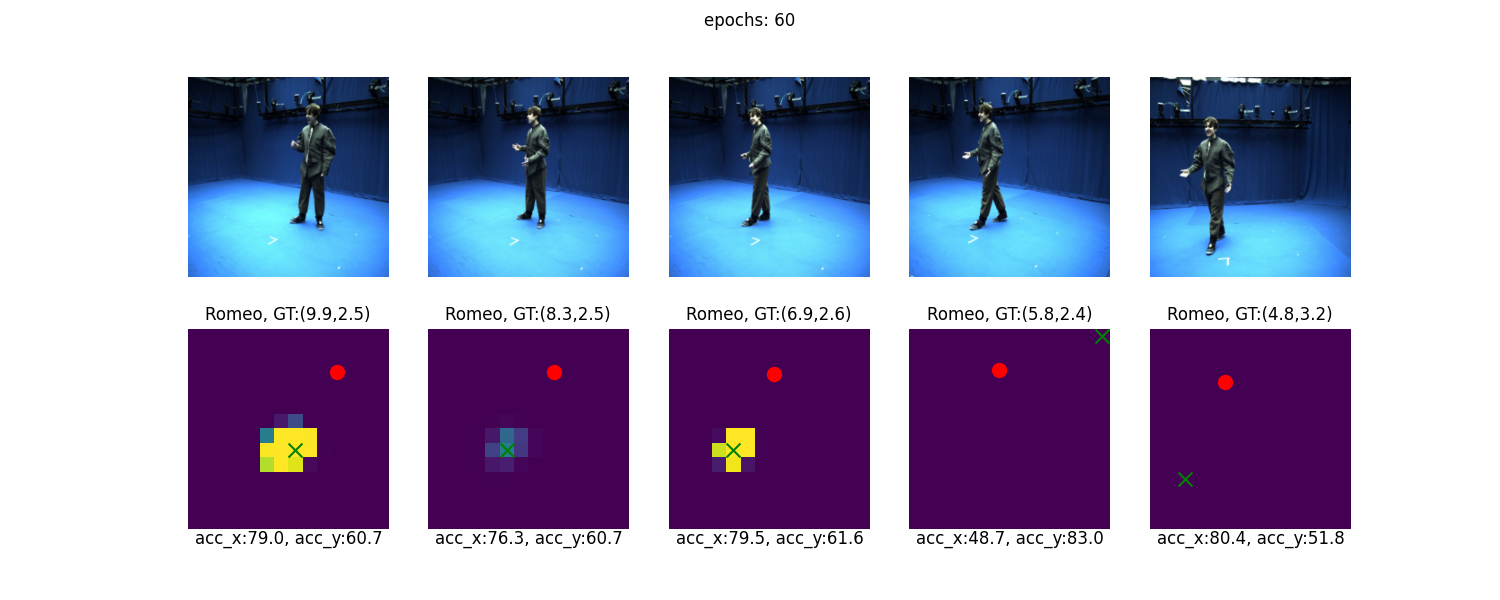 epochs: 60
Romeo, GT:(9.9,2.5)
Romeo, GT:(8.3,2.5)
Romeo, GT:(6.9,2.6)
Romeo, GT:(5.8,2.4)
Romeo, GT:(4.8,3.2)
acc_x:79.0, acc_y:60.7
acc_x:76.3, acc_y:60.7
acc_x:79.5, acc_y:61.6
acc_x:48.7, acc_y:83.0
acc_x:80.4, acc_y:51.8